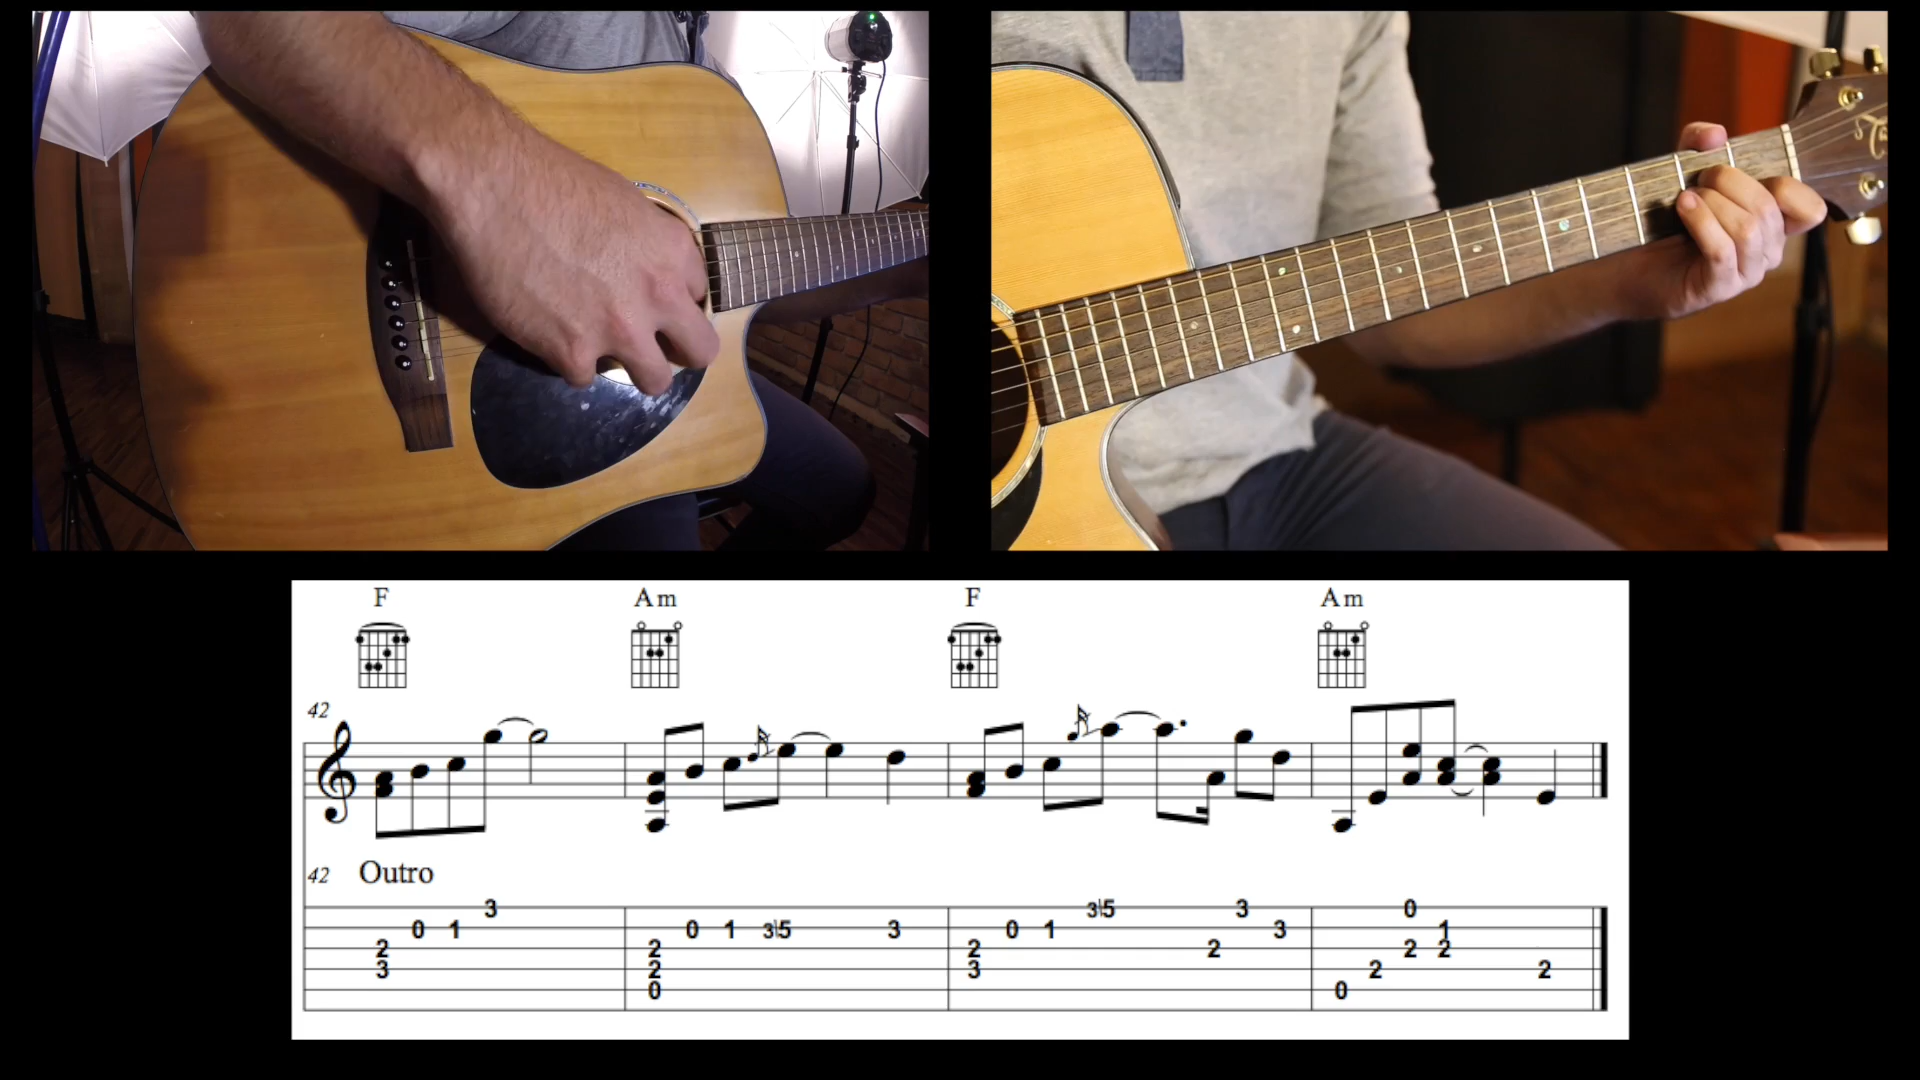 F Am F Am
42
42 Outro
3 3\5 3 0
0 1 0 1 3\5 3 0 1 3 1
2 2 2 2 2 2
3 2 3 2 2
0 0